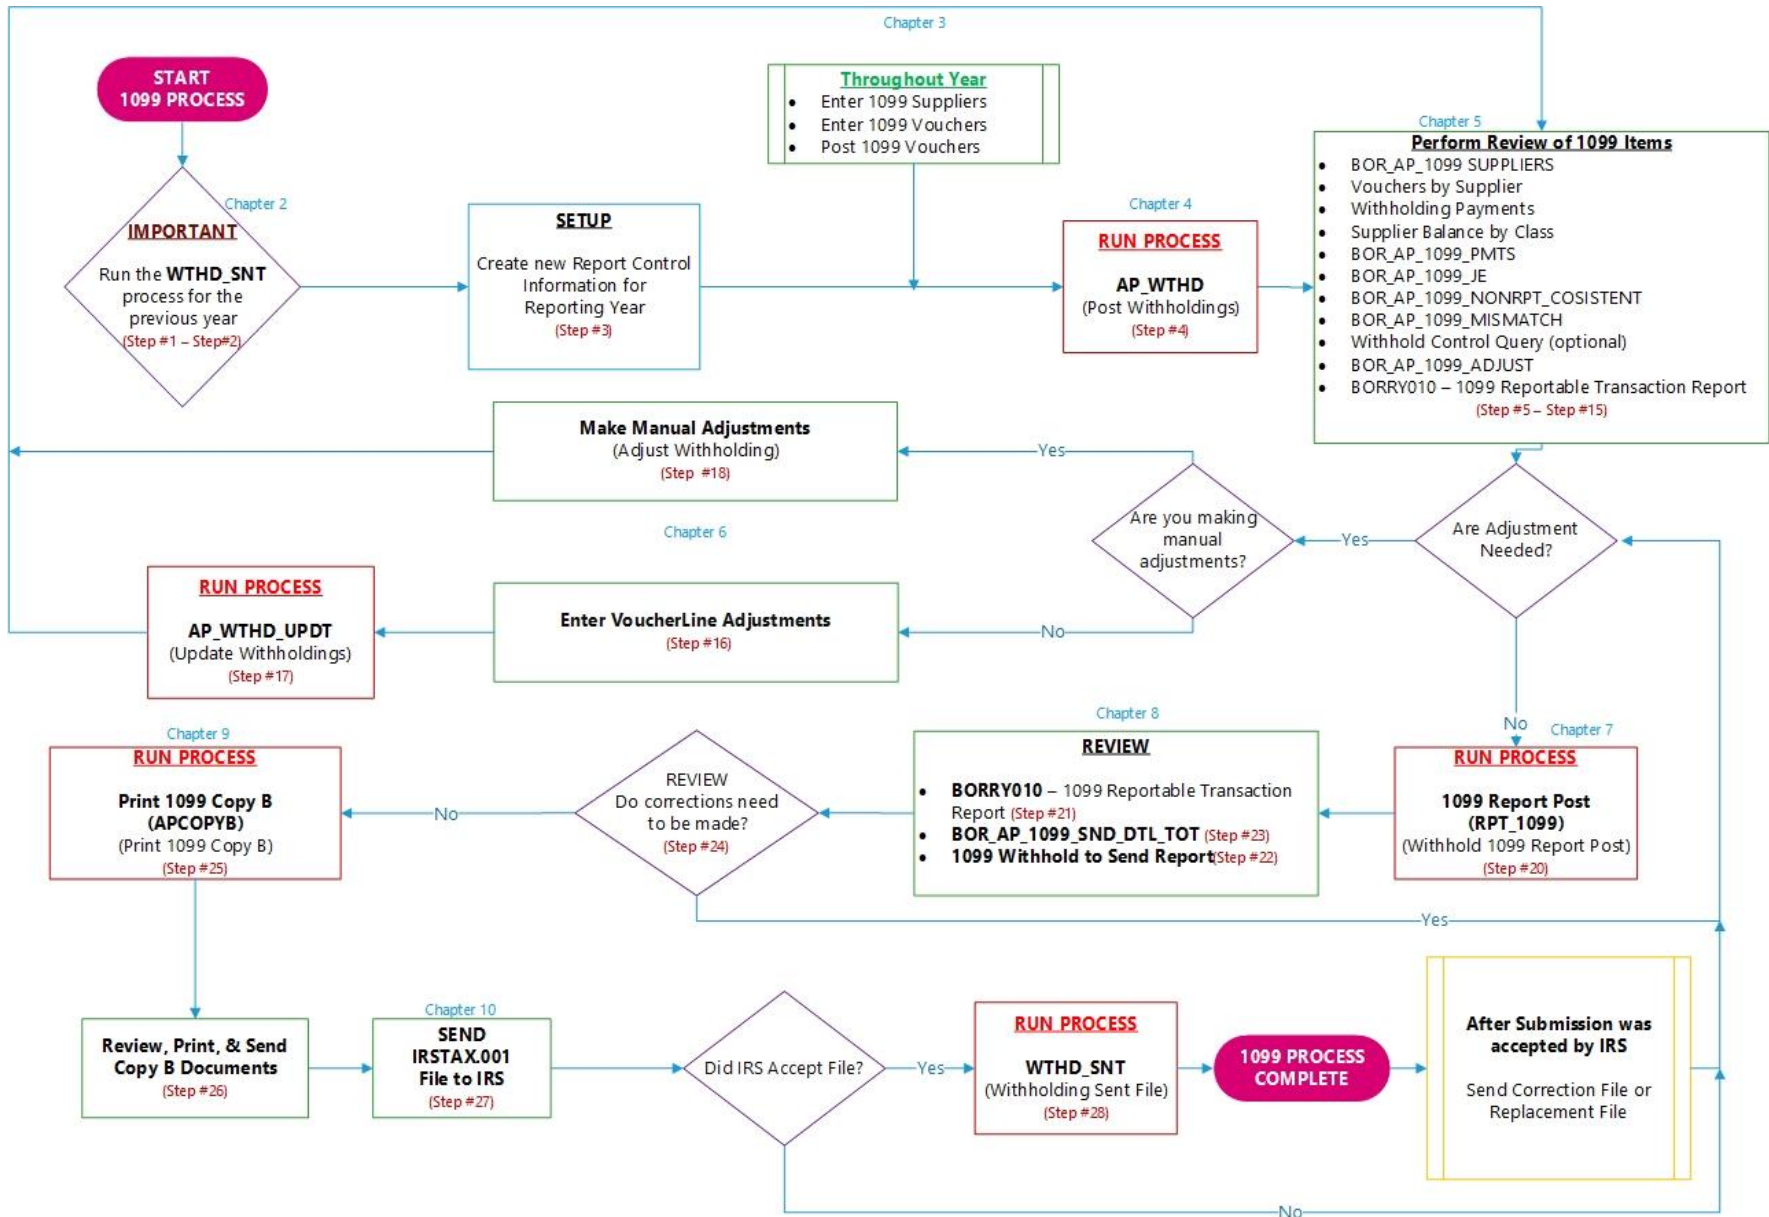 Chapter 3
START
1099 PROCESS
Throughout Year
• Enter 1099 Suppliers
• Enter 1099 Vouchers
• Post 1099 Vouchers
Chapter 2
IMPORTANT
Run the WTHD_SNT
process for the
previous year
(Step #1 – Step#2)
SETUP
Create new Report Control
Information for
Reporting Year
(Step #3)
Chapter 4
RUN PROCESS
AP_WTHD
(Post Withholdings)
(Step #4)
Chapter 5
Perform Review of 1099 Items
• BOR_AP_1099 SUPPLIERS
• Vouchers by Supplier
• Withholding Payments
• Supplier Balance by Class
• BOR_AP_1099_PMTS
• BOR_AP_1099_JE
• BOR_AP_1099_NONRPT_COSISTENT
• BOR_AP_1099_MISMATCH
• Withhold Control Query (optional)
• BOR_AP_1099_ADJUST
• BORRY010 – 1099 Reportable Transaction Report
(Step #5 – Step #15)
Are Adjustment
Needed?
Yes
Are you making
manual
adjustments?
Yes
Make Manual Adjustments
(Adjust Withholding)
(Step #18)
Chapter 6
No
Enter VoucherLine Adjustments
(Step #16)
RUN PROCESS
AP_WTHD_UPDT
(Update Withholdings)
(Step #17)
No
Chapter 7
RUN PROCESS
1099 Report Post
(RPT_1099)
(Withhold 1099 Report Post)
(Step #20)
Chapter 8
REVIEW
• BORRY010 – 1099 Reportable Transaction
Report (Step #21)
• BOR_AP_1099_SND_DTL_TOT (Step #23)
• 1099 Withhold to Send Report(Step #22)
REVIEW
Do corrections need
to be made?
(Step #24)
No
Yes
Chapter 9
RUN PROCESS
Print 1099 Copy B
(APCOPYB)
(Print 1099 Copy B)
(Step #25)
Review, Print, & Send
Copy B Documents
(Step #26)
Chapter 10
SEND
IRSTAX.001
File to IRS
(Step #27)
Did IRS Accept File?
Yes
No
RUN PROCESS
WTHD_SNT
(Withholding Sent File)
(Step #28)
1099 PROCESS
COMPLETE
After Submission was
accepted by IRS
Send Correction File or
Replacement File